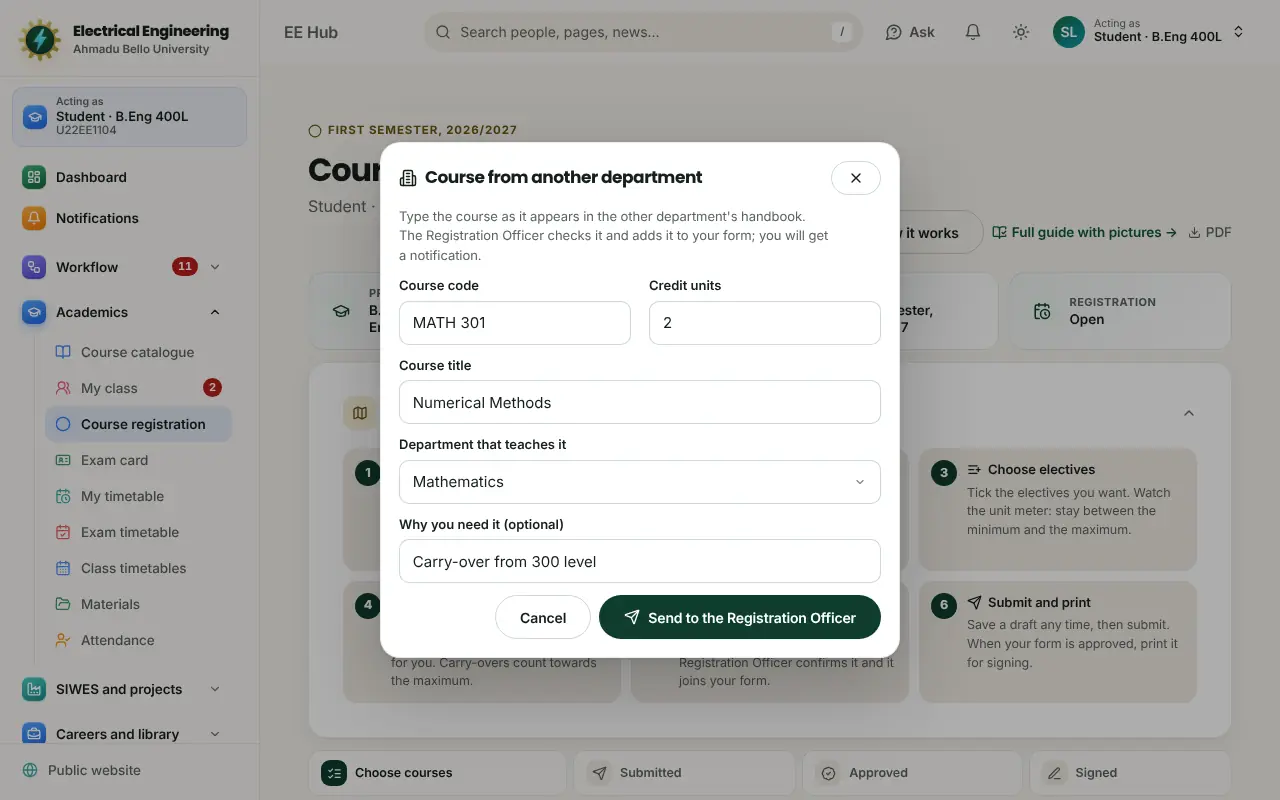 Electrical Engineering
Ahmadu Bello University
EE Hub
Search people, pages, news...
/
Ask
SL
Acting as
Student · B.Eng 400L
Acting as
Student · B.Eng 400L
U22EE1104
Dashboard
Notifications
Workflow
11
Academics
Course catalogue
My class
2
Course registration
Exam card
My timetable
Exam timetable
Class timetables
Materials
Attendance
SIWES and projects
Careers and library
Public website
FIRST SEMESTER, 2026/2027
Student ·
it works
Full guide with pictures →
PDF
REGISTRATION
Open
Course from another department
Type the course as it appears in the other department's handbook.
The Registration Officer checks it and adds it to your form; you will get
a notification.
Course code
Credit units
MATH 301
2
Course title
Numerical Methods
Department that teaches it
Mathematics
Why you need it (optional)
Carry-over from 300 level
Cancel
Send to the Registration Officer
1
3
Choose electives
Tick the electives you want. Watch
the unit meter: stay between the
minimum and the maximum.
4
for you. Carry-overs count towards
the maximum.
Registration Officer confirms it and it
joins your form.
6
Submit and print
Save a draft any time, then submit.
When your form is approved, print it
for signing.
Choose courses
Submitted
Approved
Signed